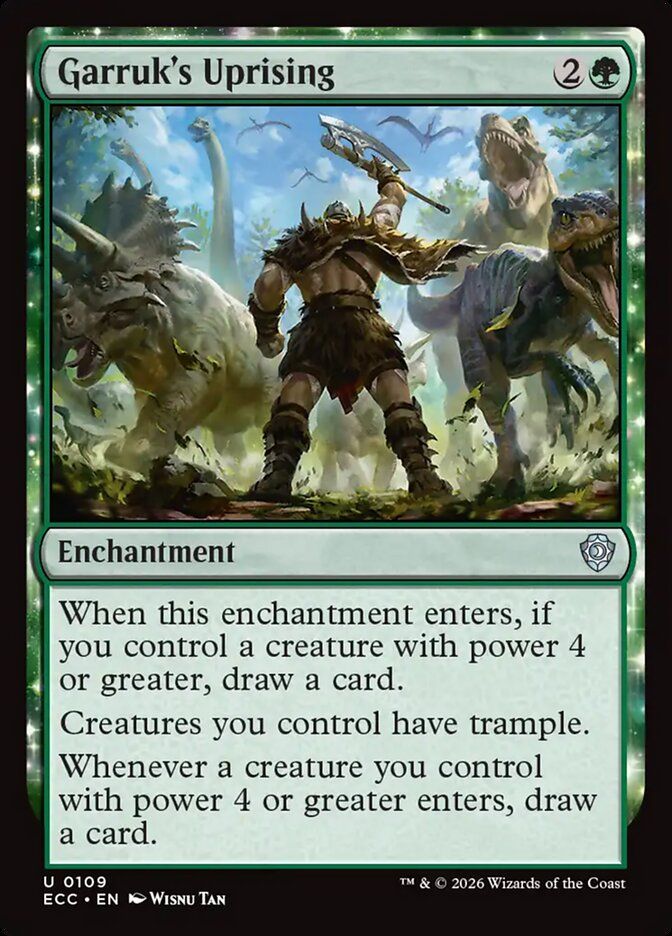 Garruk's Uprising 2
Enchantment
When this enchantment enters, if
you control a creature with power 4
or greater, draw a card.
Creatures you control have trample.
Whenever a creature you control
with power 4 or greater enters, draw
a card.
U 0109
ECC • EN Wisnu Tan
™ & © 2026 Wizards of the Coast